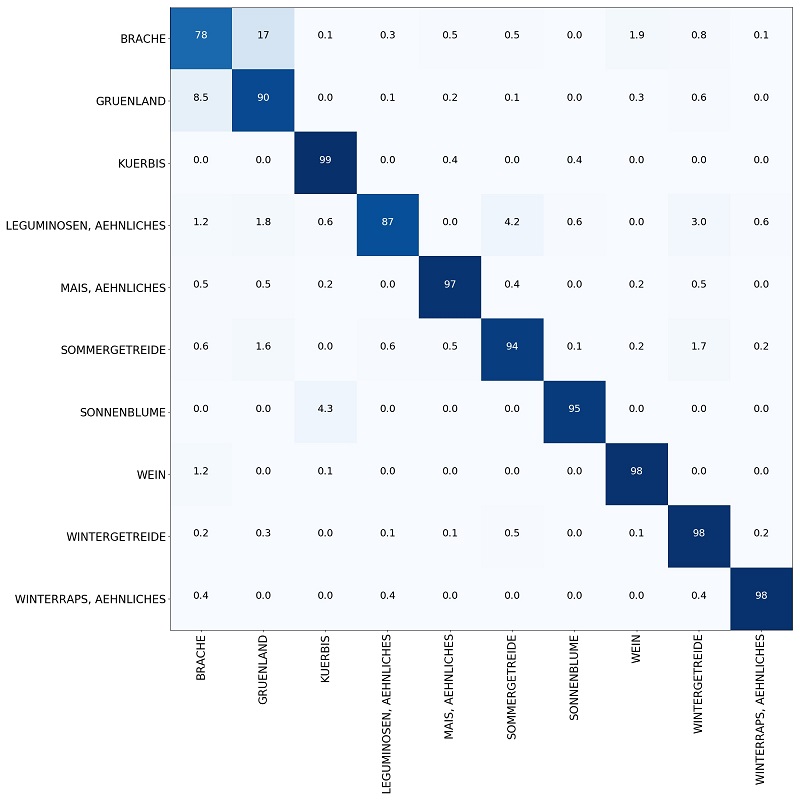 BRACHE 78 17 0.1 0.3 0.5 0.5 0.0 1.9 0.8 0.1
GRUENLAND 8.5 90 0.0 0.1 0.2 0.1 0.0 0.3 0.6 0.0
KUERBIS 0.0 0.0 99 0.0 0.4 0.0 0.4 0.0 0.0 0.0
LEGUMINOSEN, AEHNLICHES 1.2 1.8 0.6 87 0.0 4.2 0.6 0.0 3.0 0.6
MAIS, AEHNLICHES 0.5 0.5 0.2 0.0 97 0.4 0.0 0.2 0.5 0.0
SOMMERGETREIDE 0.6 1.6 0.0 0.6 0.5 94 0.1 0.2 1.7 0.2
SONNENBLUME 0.0 0.0 4.3 0.0 0.0 0.0 95 0.0 0.0 0.0
WEIN 1.2 0.0 0.1 0.0 0.0 0.0 0.0 98 0.0 0.0
WINTERGETREIDE 0.2 0.3 0.0 0.1 0.1 0.5 0.0 0.1 98 0.2
WINTERRAPS, AEHNLICHES 0.4 0.0 0.0 0.4 0.0 0.0 0.0 0.0 0.4 98
BRACHE
GRUENLAND
KUERBIS
LEGUMINOSEN, AEHNLICHES
MAIS, AEHNLICHES
SOMMERGETREIDE
SONNENBLUME
WEIN
WINTERGETREIDE
WINTERRAPS, AEHNLICHES